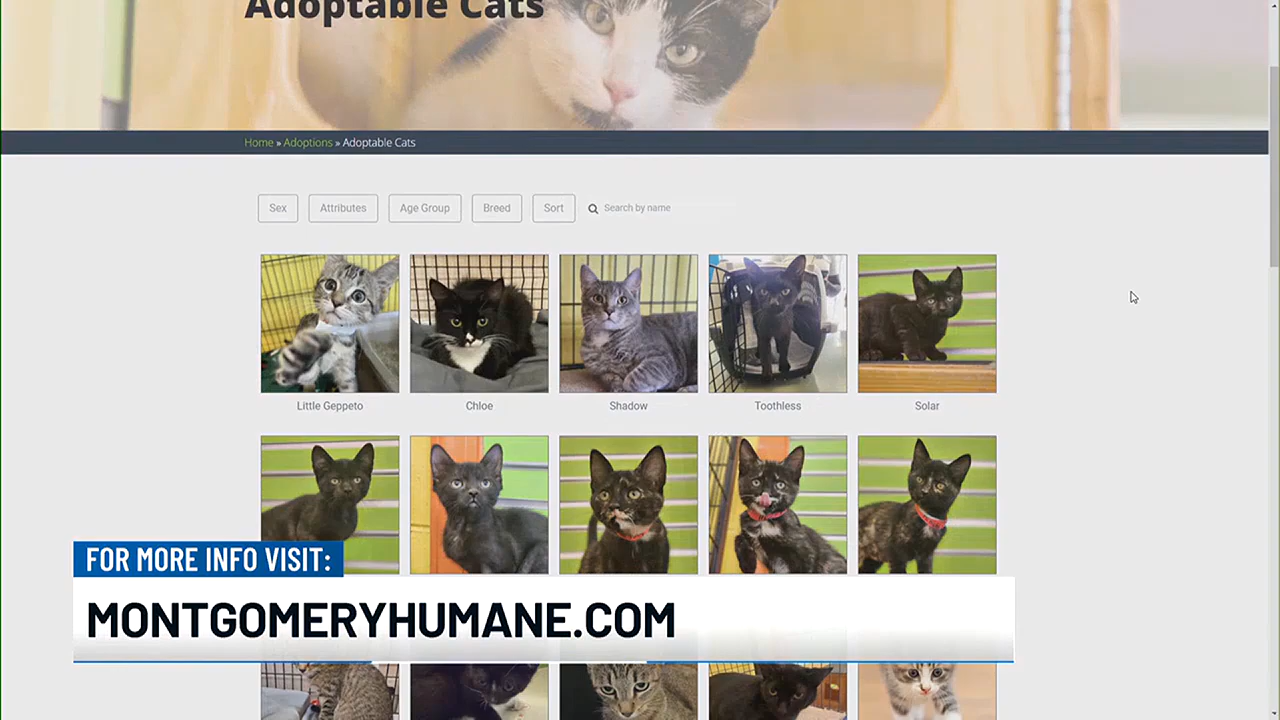 Adoptable Cats
Home » Adoptions » Adoptable Cats
Sex Attributes Age Group Breed Sort Search by name
Little Geppeto Chloe Shadow Toothless Solar
FOR MORE INFO VISIT:
MONTGOMERYHUMANE.COM